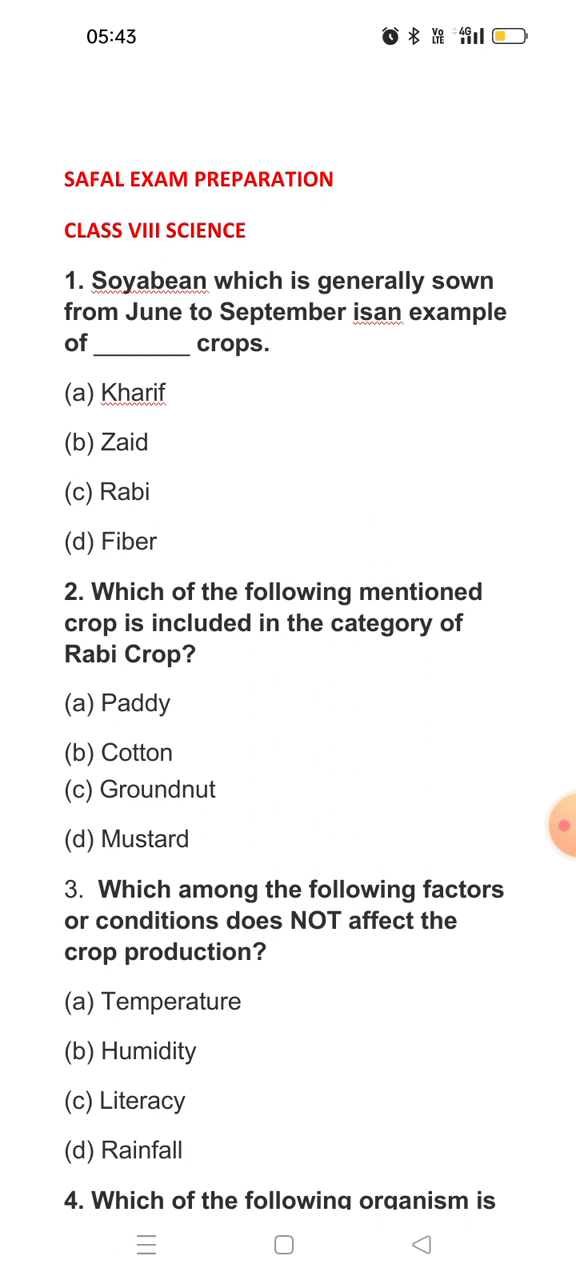 05:43
Vo LTE 4G
SAFAL EXAM PREPARATION
CLASS VIII SCIENCE
1. Soyabean which is generally sown
from June to September isan example
of _______ crops.
(a) Kharif
(b) Zaid
(c) Rabi
(d) Fiber
2. Which of the following mentioned
crop is included in the category of
Rabi Crop?
(a) Paddy
(b) Cotton
(c) Groundnut
(d) Mustard
3. Which among the following factors
or conditions does NOT affect the
crop production?
(a) Temperature
(b) Humidity
(c) Literacy
(d) Rainfall
4. Which of the following organism is